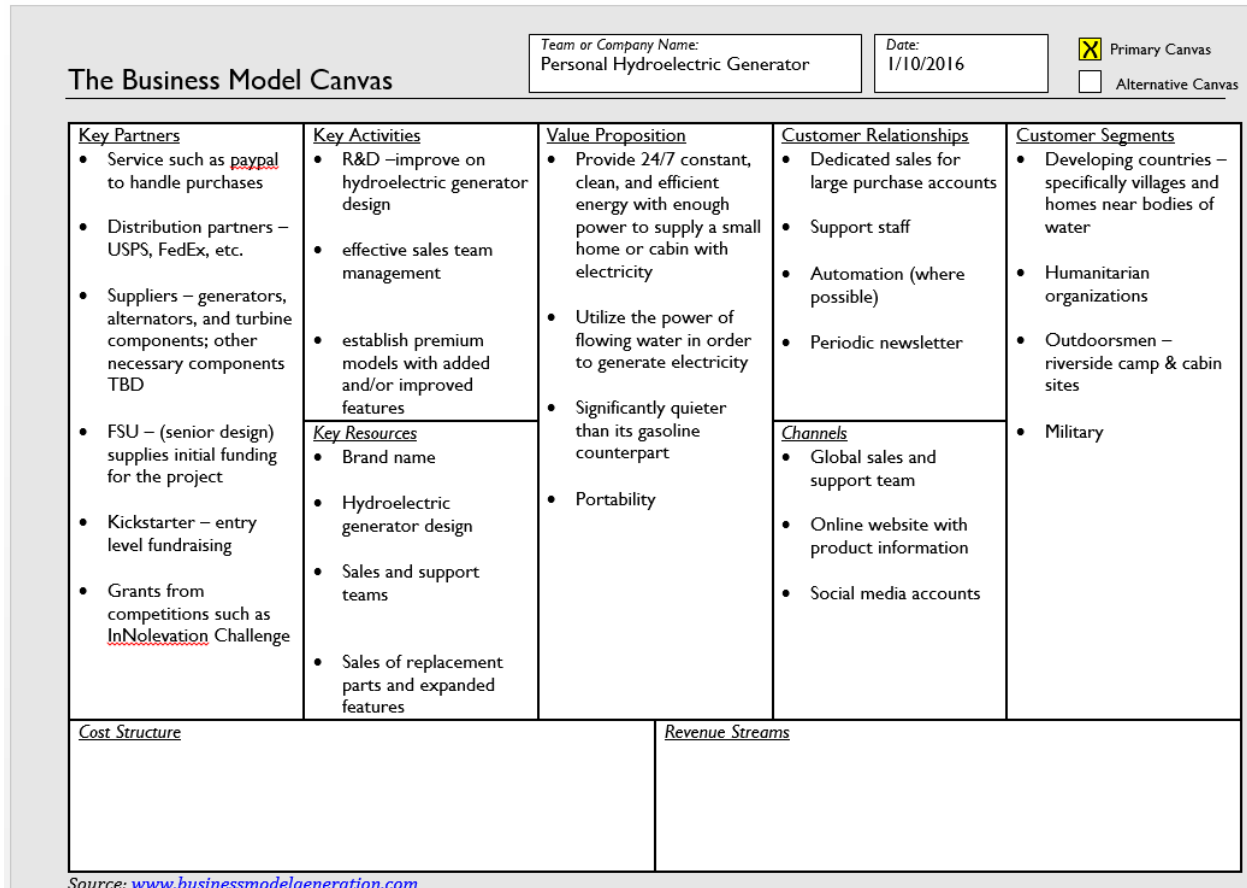 The Business Model Canvas
Team or Company Name:
Personal Hydroelectric Generator
Date:
1/10/2016
X Primary Canvas
Alternative Canvas
Key Partners
• Service such as paypal
to handle purchases
• Distribution partners –
USPS, FedEx, etc.
• Suppliers – generators,
alternators, and turbine
components; other
necessary components
TBD
• FSU – (senior design)
supplies initial funding
for the project
• Kickstarter – entry
level fundraising
• Grants from
competitions such as
InNolevation Challenge
Key Activities
• R&D –improve on
hydroelectric generator
design
• effective sales team
management
• establish premium
models with added
and/or improved
features
Key Resources
• Brand name
• Hydroelectric
generator design
• Sales and support
teams
• Sales of replacement
parts and expanded
features
Value Proposition
• Provide 24/7 constant,
clean, and efficient
energy with enough
power to supply a small
home or cabin with
electricity
• Utilize the power of
flowing water in order
to generate electricity
• Significantly quieter
than its gasoline
counterpart
• Portability
Customer Relationships
• Dedicated sales for
large purchase accounts
• Support staff
• Automation (where
possible)
• Periodic newsletter
Channels
• Global sales and
support team
• Online website with
product information
• Social media accounts
Customer Segments
• Developing countries –
specifically villages and
homes near bodies of
water
• Humanitarian
organizations
• Outdoorsmen –
riverside camp & cabin
sites
• Military
Cost Structure
Revenue Streams
Source: www.businessmodelgeneration.com